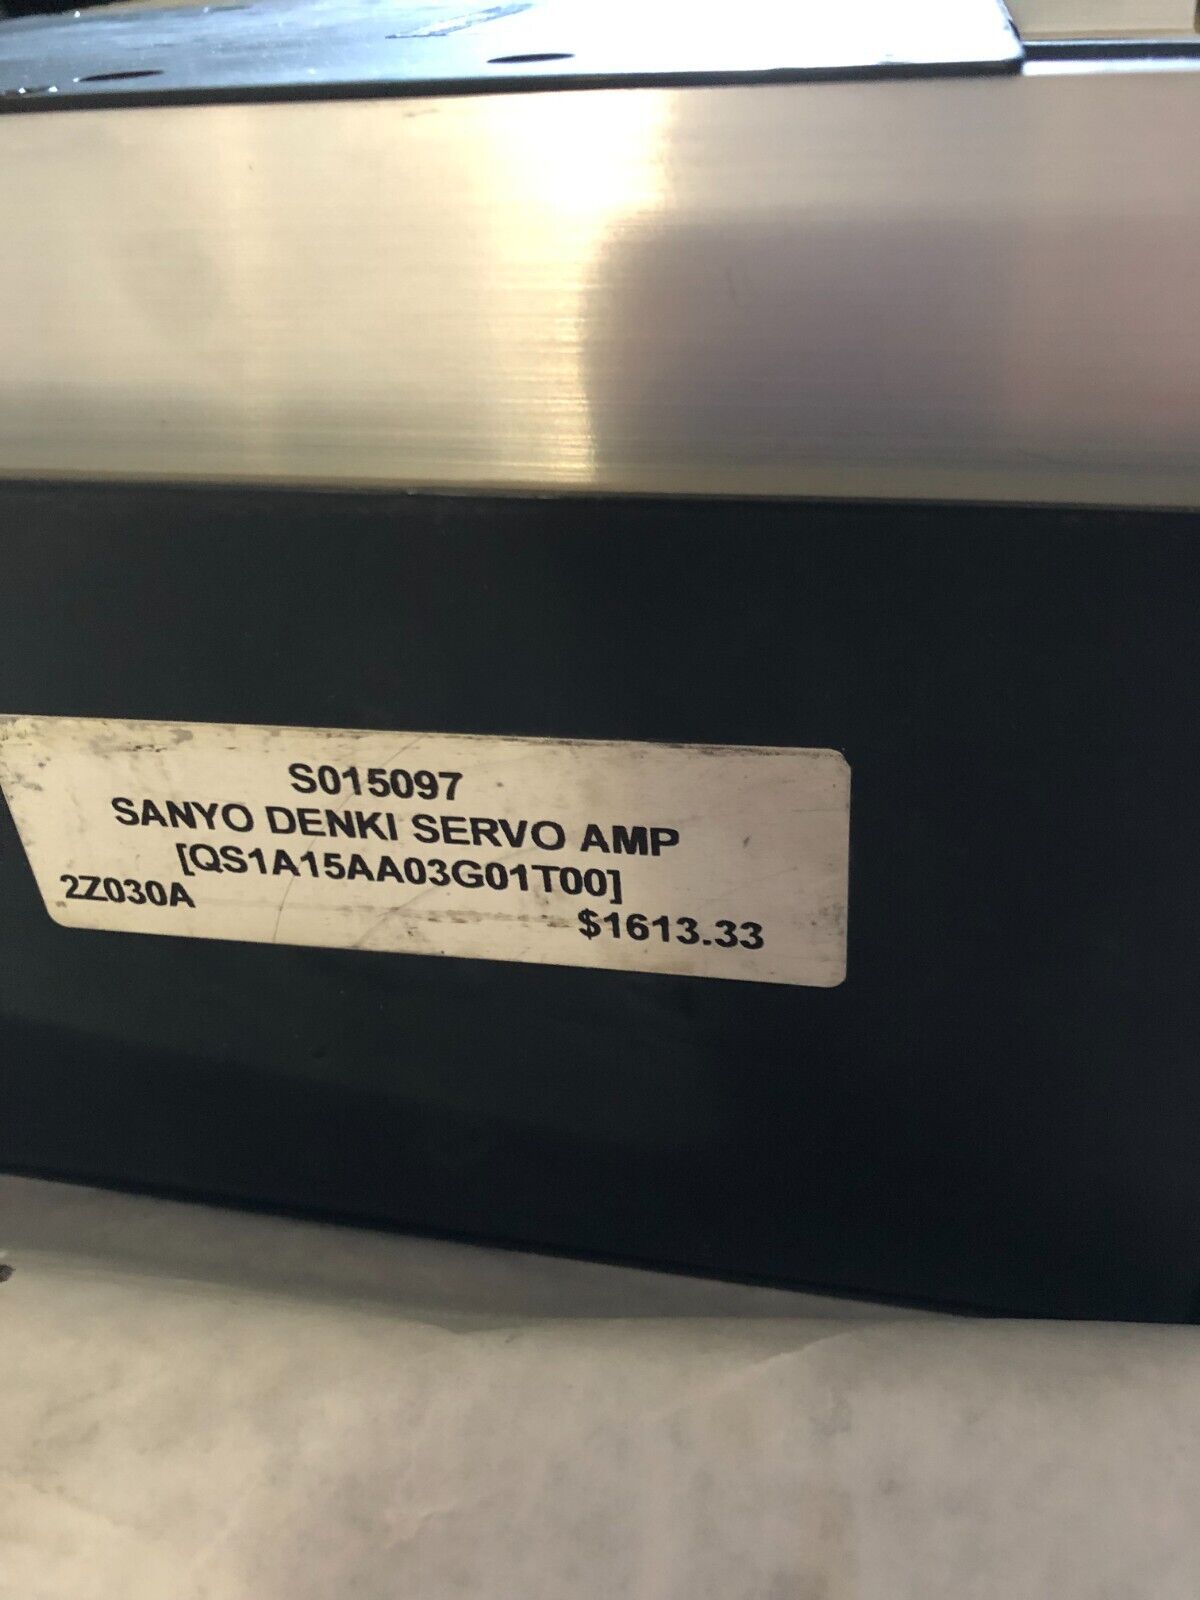 S015097
SANYO DENKI SERVO AMP
[QS1A15AA03G01T00]
2Z030A
$1613.33